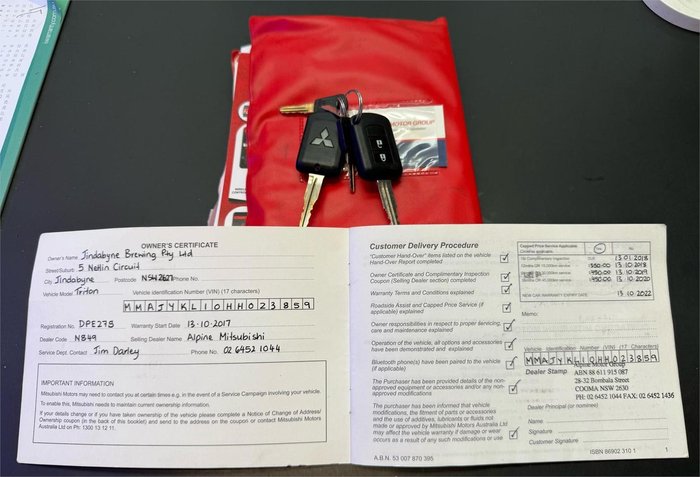 MOTOR GROUP
OWNER'S CERTIFICATE
Owner's Name Jindabyne Brewing Pty Ltd
Street/Suburb: 5 Nettin Circuit
City Jindabyne Postcode NSW2627 Phone No.
Vehicle Model: Triton Vehicle Identification Number (VIN) (17 characters)
MMAJYKL10HH023859
Registration No. DPE27S Warranty Start Date 13-10-2017
Dealer Code N849 Selling Dealer Name Alpine Mitsubishi
Service Dept. Contact Jim Darley Phone No. 02 6452 1044
IMPORTANT INFORMATION
Mitsubishi Motors may need to contact you at certain times e.g. in the event of a Service Campaign involving your vehicle.
To enable this, Mitsubishi needs to maintain current ownership information.
If your details change or if you have taken ownership of the vehicle please complete a Notice of Change of Address/
Ownership coupon (in the back of this booklet) and send to the address on the coupon or contact Mitsubishi Motors
Australia Ltd on Ph: 1300 13 12 11.
Customer Delivery Procedure
"Customer Hand-Over" items listed on the vehicle
Hand-Over Report completed
Owner Certificate and Complimentary Inspection
Coupon (Selling Dealer section) completed
Warranty Terms and Conditions explained
Roadside Assist and Capped Price Service (if
applicable) explained
Owner responsibilities in respect to proper servicing,
care and maintenance explained
Operation of the vehicle, all options and accessories
have been demonstrated and explained
Bluetooth phone(s) have been paired to the vehicle
(if applicable)
The Purchaser has been provided details of the non-
approved equipment or accessories and/or any non-
approved modifications
The purchaser has been informed that vehicle
modifications, the fitment of parts or accessories
and the use of additives, lubricants or fluids not
made or approved by Mitsubishi Motors Australia Ltd
may affect the vehicle warranty if damage or wear
occurs as a result of any such modifications or use.
A.B.N. 53 007 870 395
Capped Price Service Applicable
Yes No
13 01 2018
13 10 2018
13 10 2019
13 10 2020
NEW CAR WARRANTY EXPIRY DATE 13 10 2022
Memo:
Vehicle Identification Number (VIN) (17 Characters)
MMAJYKL10HH023859
Dealer Stamp
Alpine Motor Group
ABN 88 611 915 087
28-32 Bombala Street
COOMA NSW 2630
PH: 02 6452 1044 FAX: 02 6452 1436
Dealer Principal (or nominee)
Name
Signature
Customer Signature
ISBN 86902 310 1
1